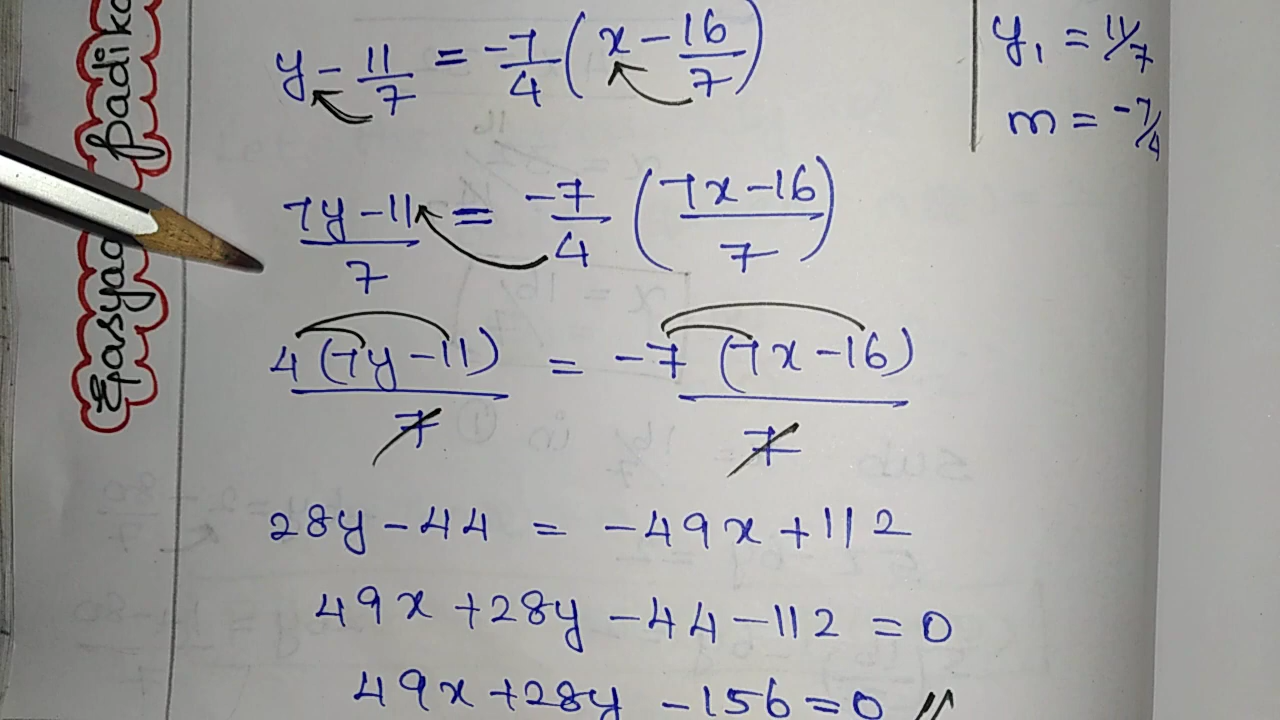 y - 11/7 = -7/4 (x - 16/7)
y₁ = 11/7
m = -7/4
(7y - 11)/7 = -7/4 ((7x - 16)/7)
4(7y - 11)/7 = -7(7x - 16)/7
28y - 44 = -49x + 112
49x + 28y - 44 - 112 = 0
49x + 28y - 156 = 0 //